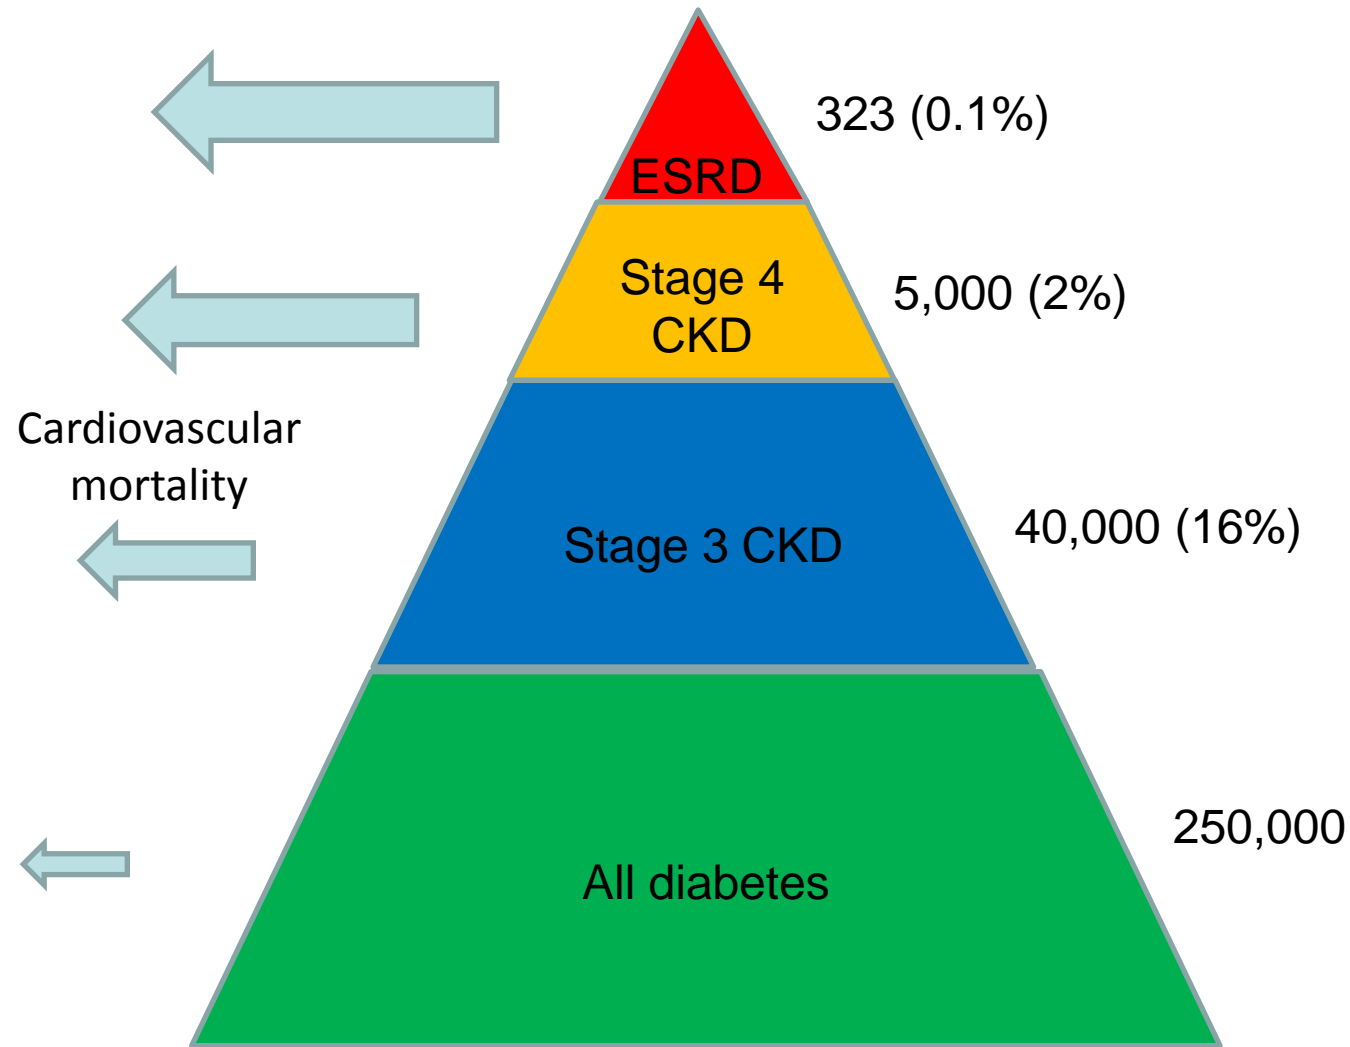 323 (0.1%)
ESRD
Stage 4
CKD
5,000 (2%)
Cardiovascular
mortality
Stage 3 CKD
40,000 (16%)
250,000
All diabetes